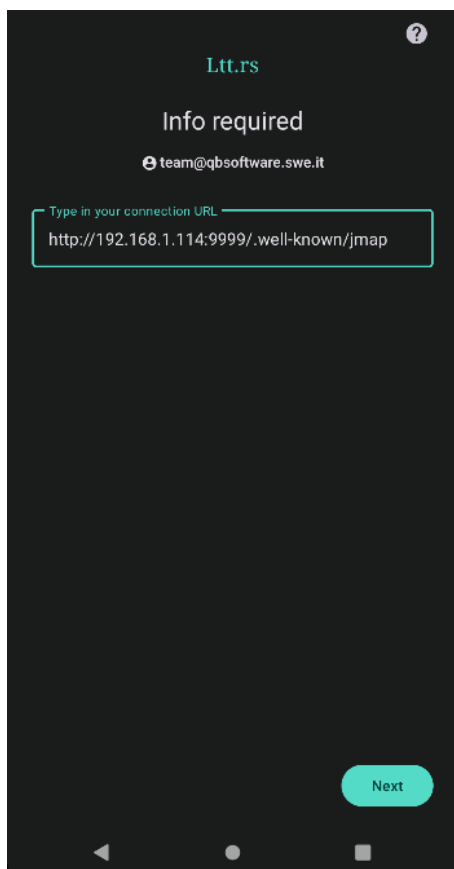 Ltt.rs
Info required
team@qbsoftware.swe.it
Type in your connection URL
http://192.168.1.114:9999/.well-known/jmap
Next